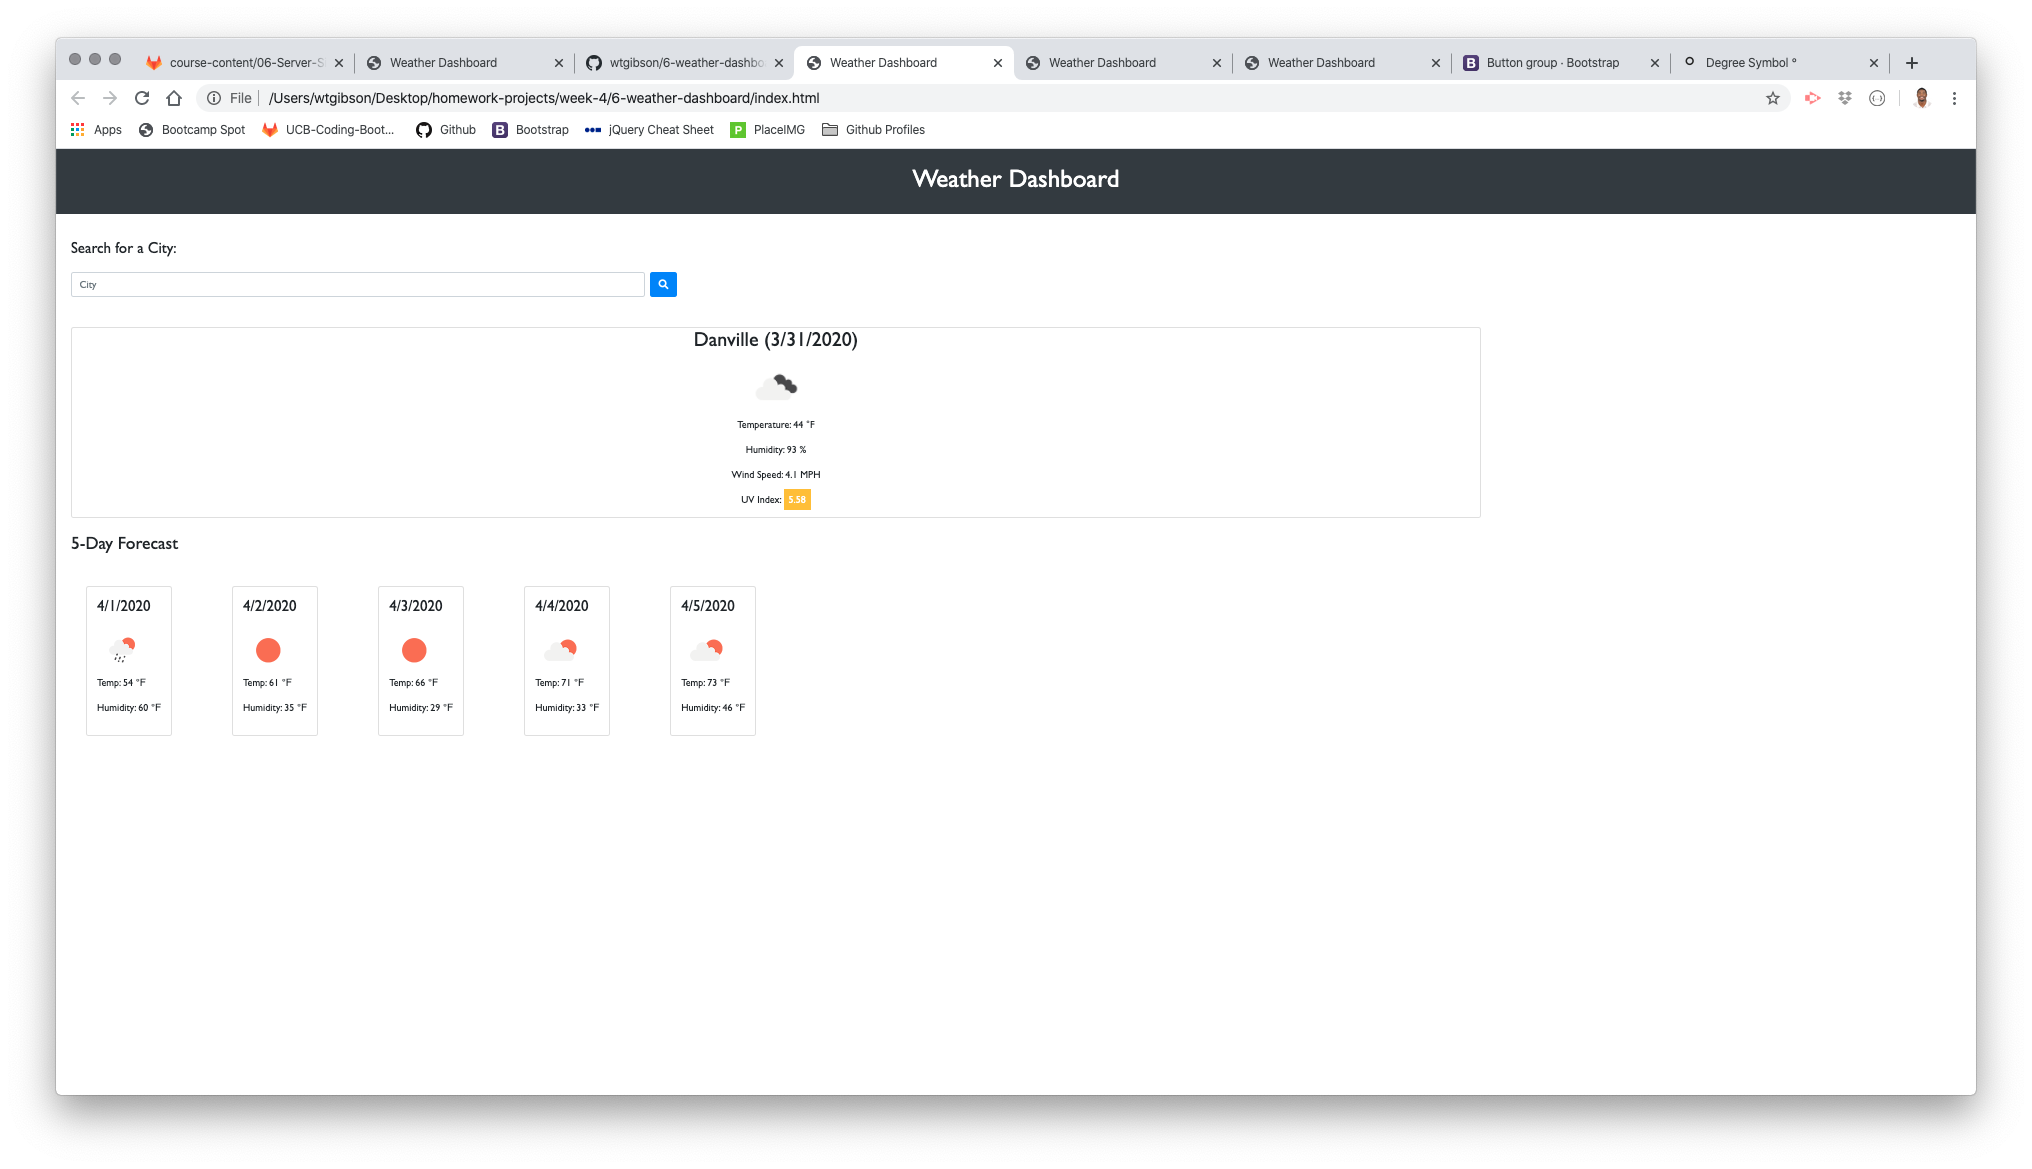 course-content/06-Server-S
Weather Dashboard
wtgibson/6-weather-dashbo
Weather Dashboard
Weather Dashboard
Weather Dashboard
Button group · Bootstrap
Degree Symbol °
File
/Users/wtgibson/Desktop/homework-projects/week-4/6-weather-dashboard/index.html
Apps
Bootcamp Spot
UCB-Coding-Boot...
Github
B
Bootstrap
jQuery Cheat Sheet
P
PlaceIMG
Github Profiles
Weather Dashboard
Search for a City:
City
Danville (3/31/2020)
Temperature: 44 °F
Humidity: 93 %
Wind Speed: 4.1 MPH
UV Index: 5.58
5-Day Forecast
4/1/2020
Temp: 54 °F
Humidity: 60 °F
4/2/2020
Temp: 61 °F
Humidity: 35 °F
4/3/2020
Temp: 66 °F
Humidity: 29 °F
4/4/2020
Temp: 71 °F
Humidity: 33 °F
4/5/2020
Temp: 73 °F
Humidity: 46 °F